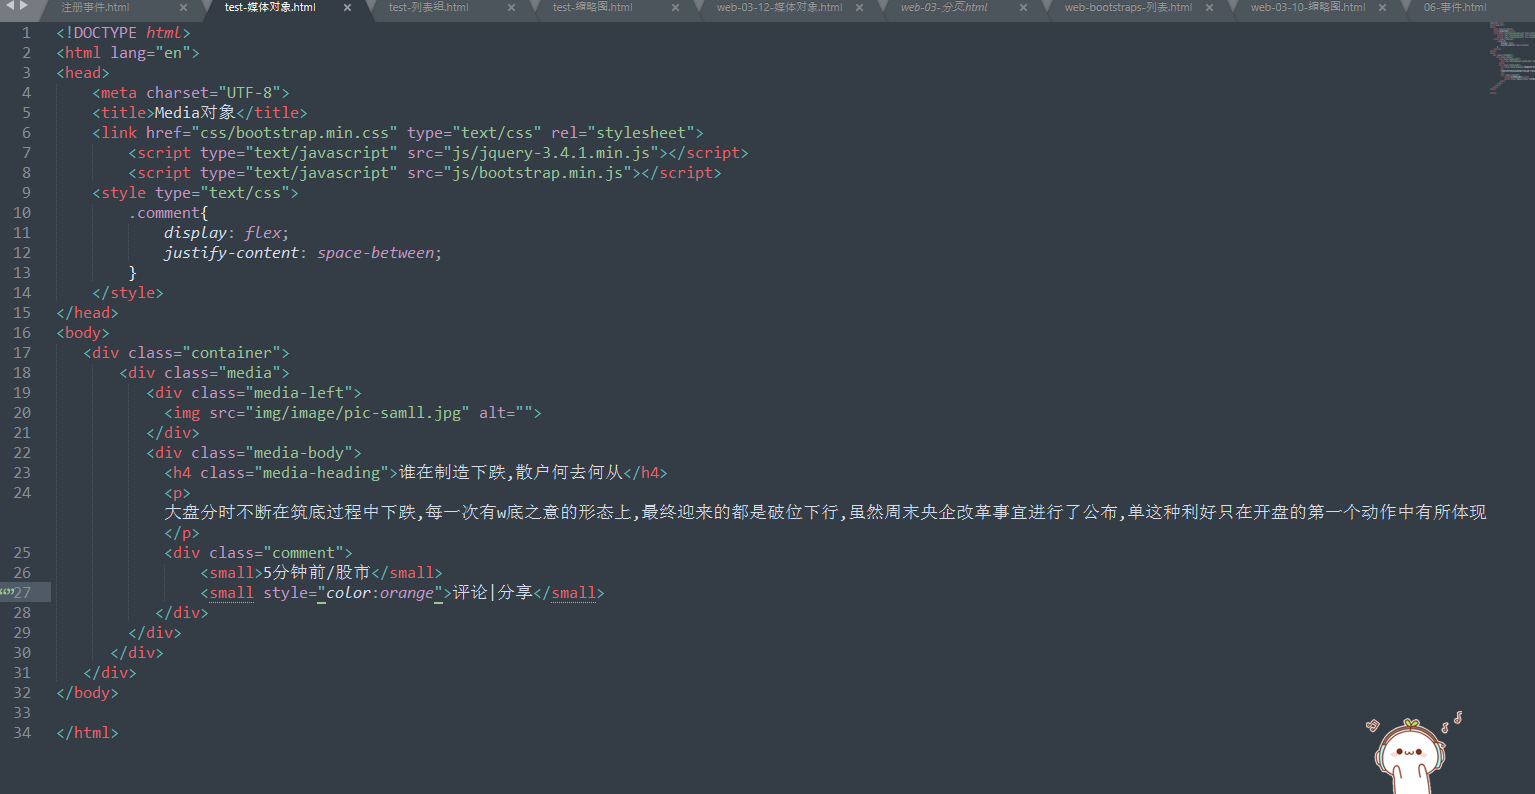 注册事件.html × test-媒体对象.html × test-列表组.html × test-缩略图.html × web-03-12-媒体对象.html × web-03-分页.html × web-bootstraps-列表.html × web-03-10-缩略图.html × 06-事件.html
1 <!DOCTYPE html>
2 <html lang="en">
3 <head>
4 <meta charset="UTF-8">
5 <title>Media对象</title>
6 <link href="css/bootstrap.min.css" type="text/css" rel="stylesheet">
7 <script type="text/javascript" src="js/jquery-3.4.1.min.js"></script>
8 <script type="text/javascript" src="js/bootstrap.min.js"></script>
9 <style type="text/css">
10 .comment{
11 display: flex;
12 justify-content: space-between;
13 }
14 </style>
15 </head>
16 <body>
17 <div class="container">
18 <div class="media">
19 <div class="media-left">
20 <img src="img/image/pic-samll.jpg" alt="">
21 </div>
22 <div class="media-body">
23 <h4 class="media-heading">谁在制造下跌,散户何去何从</h4>
24 <p>
大盘分时不断在筑底过程中下跌,每一次有w底之意的形态上,最终迎来的都是破位下行,虽然周末央企改革事宜进行了公布,单这种利好只在开盘的第一个动作中有所体现
</p>
25 <div class="comment">
26 <small>5分钟前/股市</small>
27 <small style="color:orange">评论|分享</small>
28 </div>
29 </div>
30 </div>
31 </div>
32 </body>
33
34 </html>